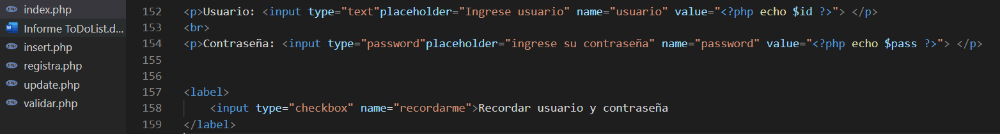 index.php
Informe ToDoList.d...
insert.php
registra.php
update.php
validar.php
152 <p>Usuario: <input type="text"placeholder="Ingrese usuario" name="usuario" value="<?php echo $id ?>"> </p>
153 <br>
154 <p>Contraseña: <input type="password"placeholder="ingrese su contraseña" name="password" value="<?php echo $pass ?>"> </p>
155
156
157 <label>
158 <input type="checkbox" name="recordarme">Recordar usuario y contraseña
159 </label>